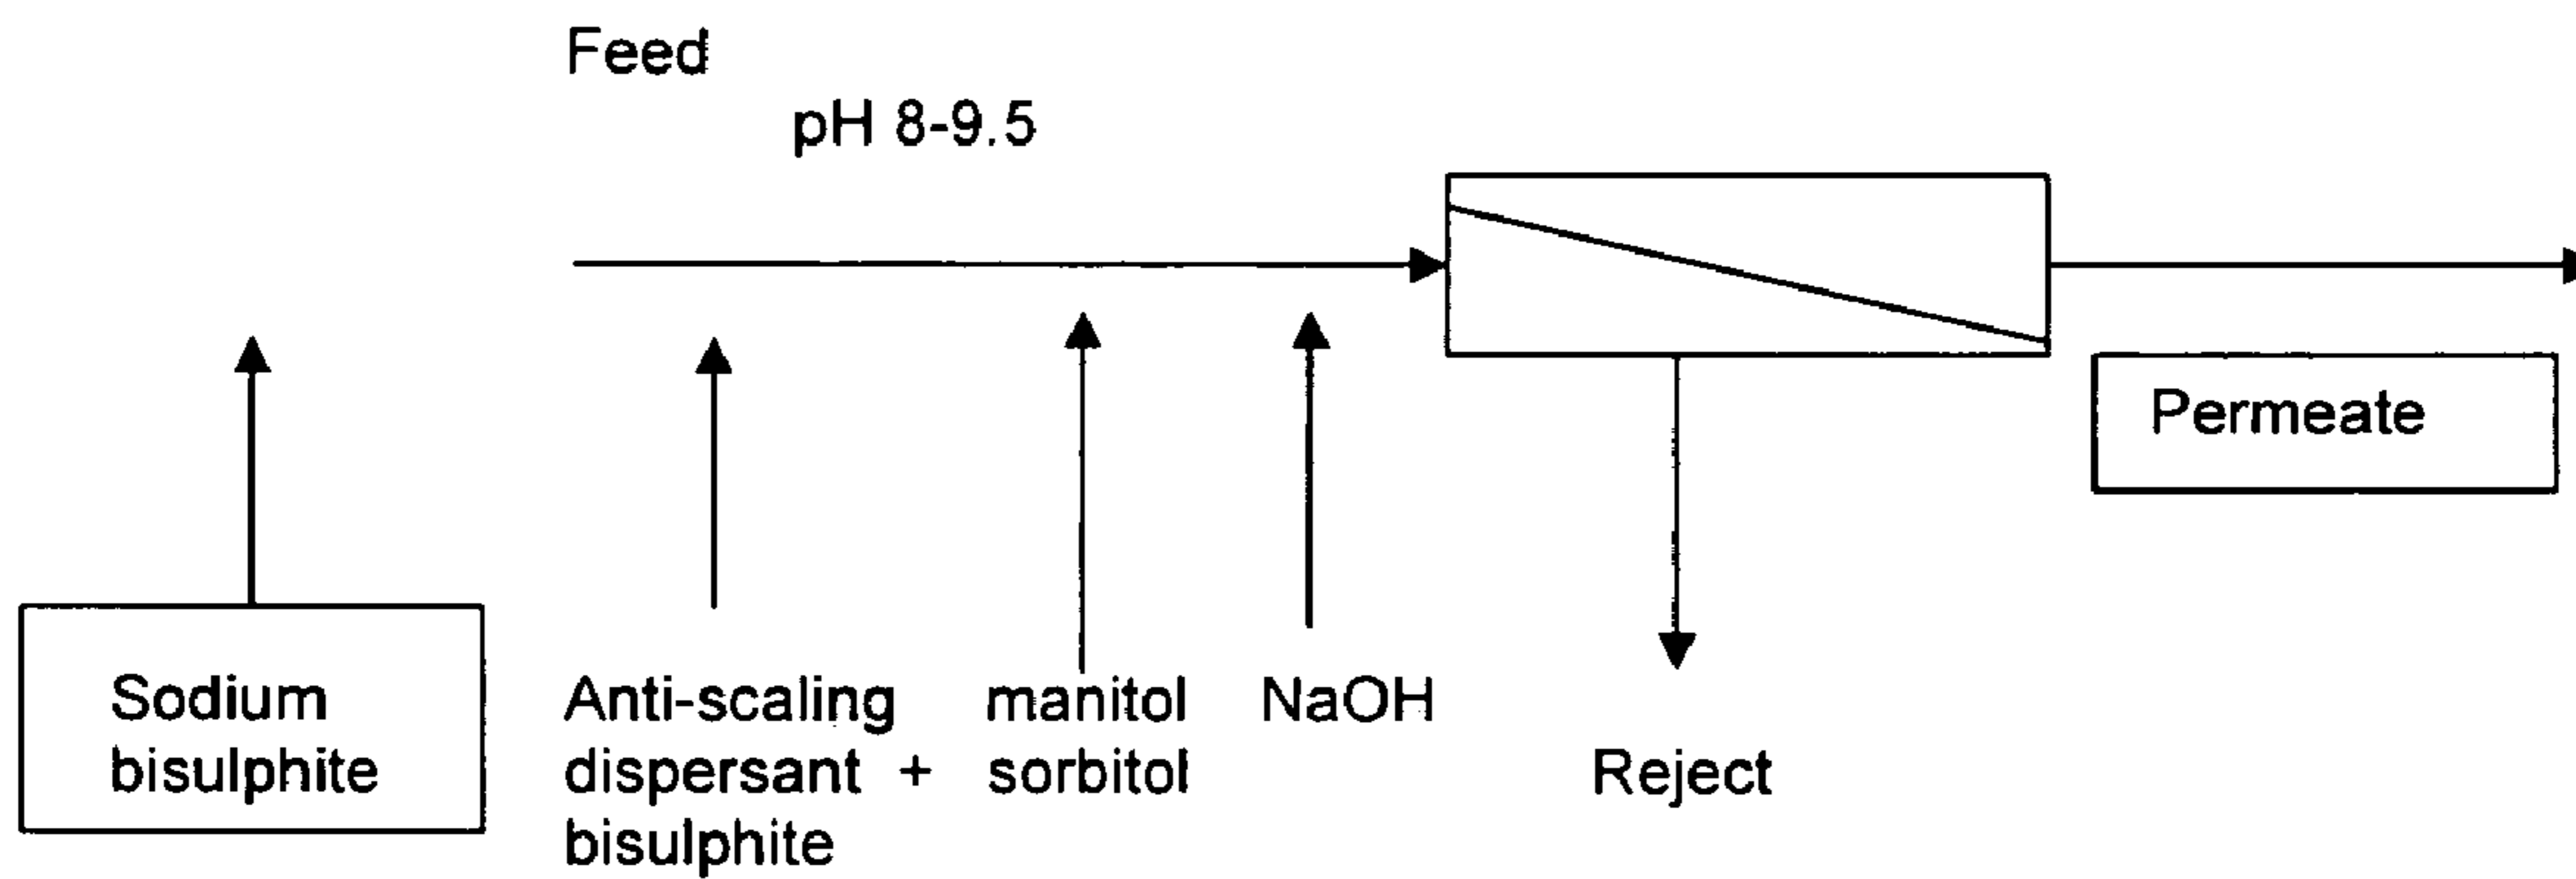 Feed
pH 8-9.5
Permeate
Sodium
bisulphite
Anti-scaling
dispersant +
bisulphite
manitol
sorbitol
NaOH
Reject